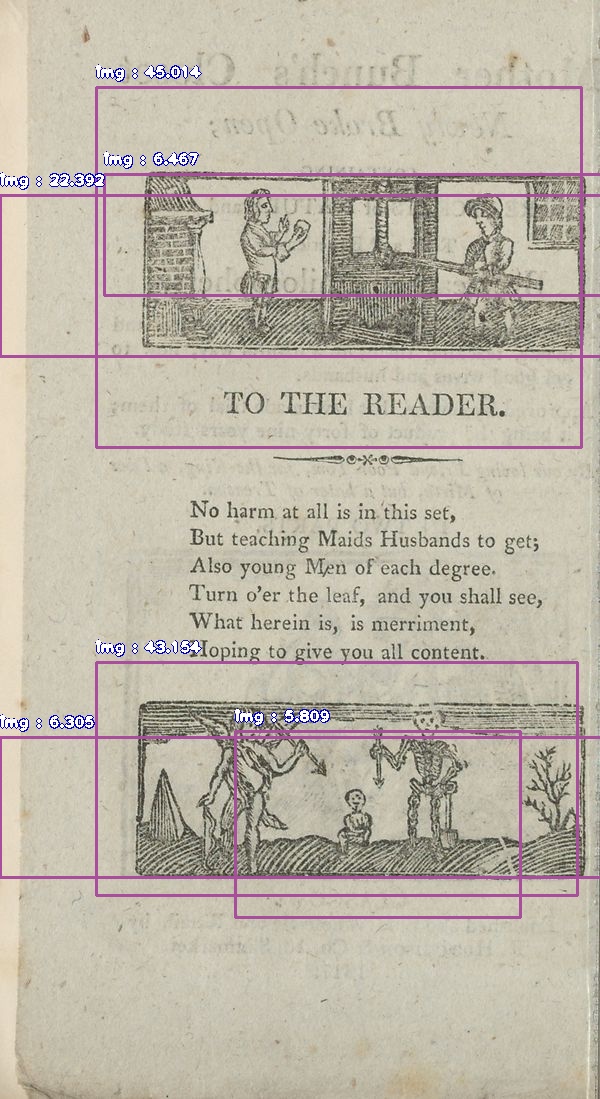 img : 45.014
img : 6.467
img : 22.392
TO THE READER.
No harm at all is in this set,
But teaching Maids Husbands to get;
Also young Men of each degree.
Turn o'er the leaf, and you shall see,
What herein is, is merriment,
Hoping to give you all content.
img : 43.154
img : 6.305
img : 5.809